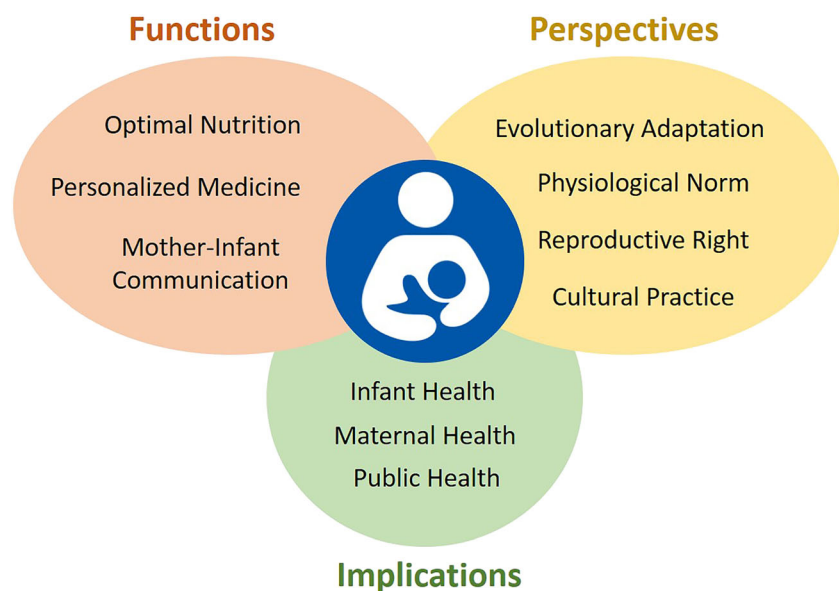 Functions
Optimal Nutrition
Personalized Medicine
Mother-Infant
Communication
Perspectives
Evolutionary Adaptation
Physiological Norm
Reproductive Right
Cultural Practice
Infant Health
Maternal Health
Public Health
Implications